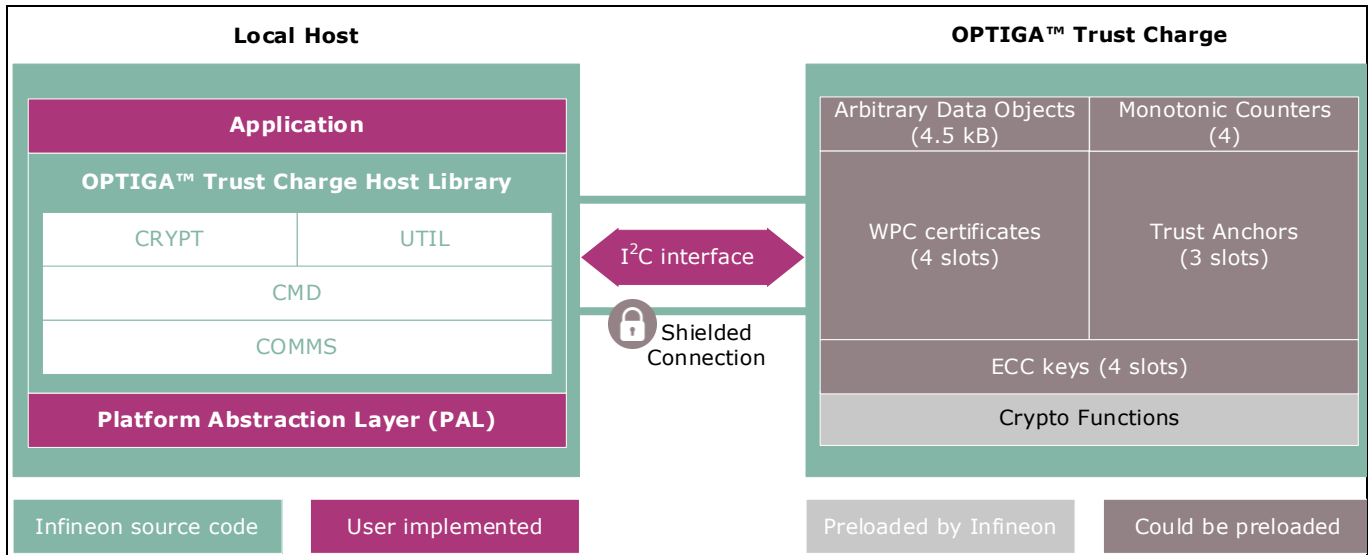 Local Host
OPTIGA™ Trust Charge
Application
OPTIGA™ Trust Charge Host Library
CRYPT
UTIL
CMD
COMMS
Platform Abstraction Layer (PAL)
I²C interface
Shielded
Connection
Arbitrary Data Objects
(4.5 kB)
Monotonic Counters
(4)
WPC certificates
(4 slots)
Trust Anchors
(3 slots)
ECC keys (4 slots)
Crypto Functions
Infineon source code
User implemented
Preloaded by Infineon
Could be preloaded